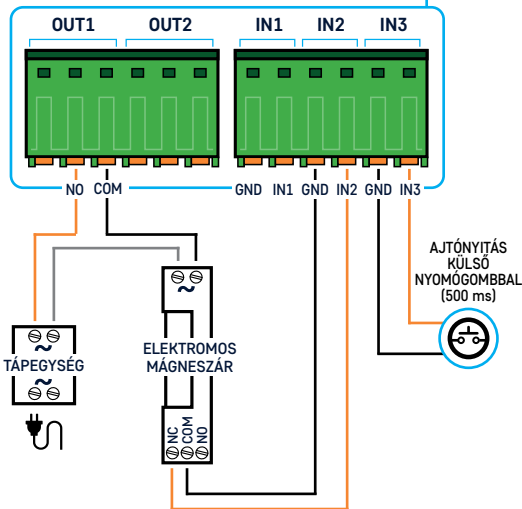 OUT1 OUT2 IN1 IN2 IN3
NO COM GND IN1 GND IN2 GND IN3
AJTÓNYITÁS
KÜLSŐ
NYOMÓGOMBBAL
(500 ms)
~
~
TÁPEGYSÉG
~
ELEKTROMOS
MÁGNESZÁR
NC
COM
NO